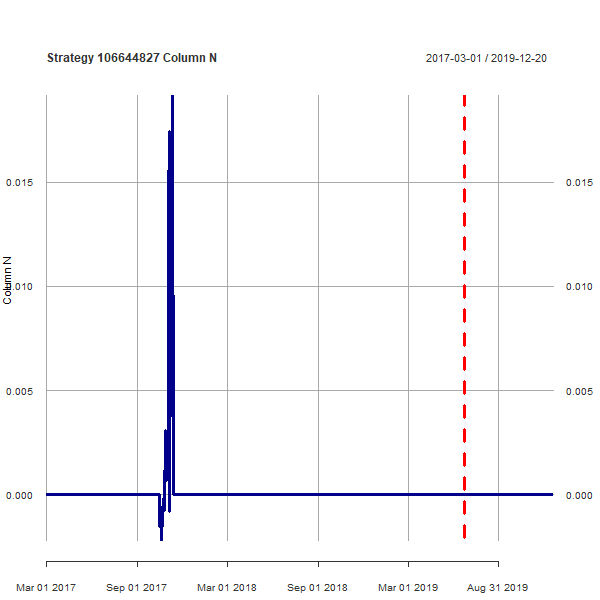 Strategy 106644827 Column N
2017-03-01 / 2019-12-20
Column N
0.015
0.010
0.005
0.000
0.015
0.010
0.005
0.000
Mar 01 2017
Sep 01 2017
Mar 01 2018
Sep 01 2018
Mar 01 2019
Aug 31 2019